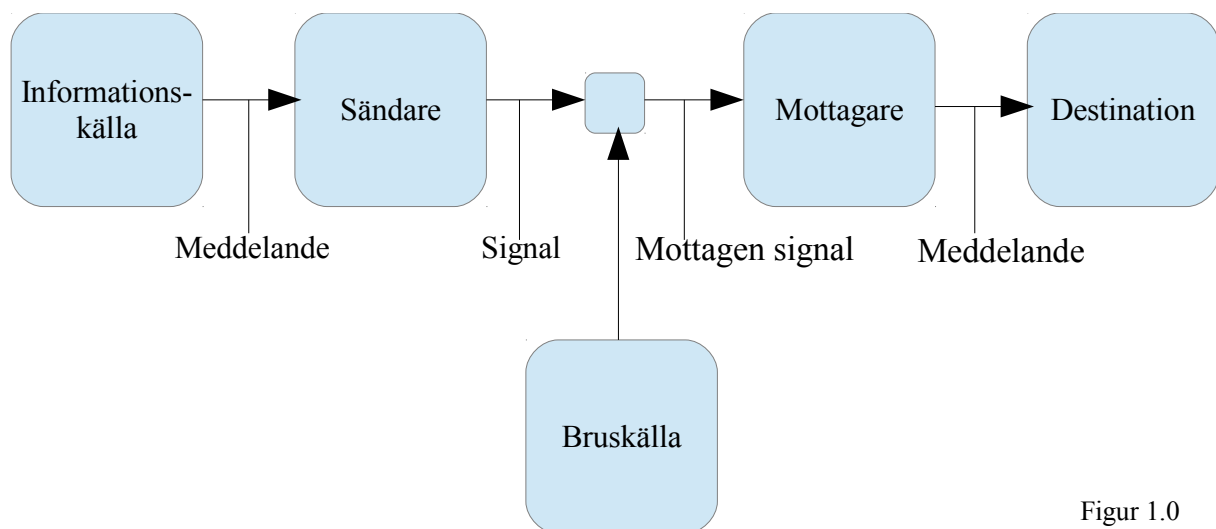 Informations-
källa
Sändare
Mottagare
Destination
Meddelande
Signal
Mottagen signal
Meddelande
Bruskälla
Figur 1.0